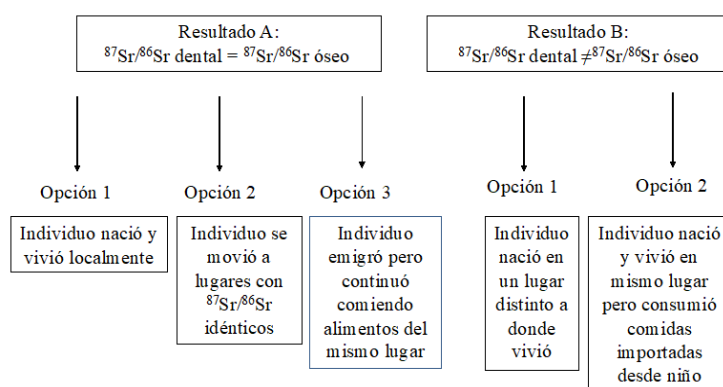 Resultado A:
⁸⁷Sr/⁸⁶Sr dental = ⁸⁷Sr/⁸⁶Sr óseo
Resultado B:
⁸⁷Sr/⁸⁶Sr dental ≠⁸⁷Sr/⁸⁶Sr óseo
Opción 1
Individuo nació y
vivió localmente
Opción 2
Individuo se
movió a
lugares con
⁸⁷Sr/⁸⁶Sr
idénticos
Opción 3
Individuo
emigró pero
continuó
comiendo
alimentos del
mismo lugar
Opción 1
Individuo
nació en
un lugar
distinto a
donde
vivió
Opción 2
Individuo nació
y vivió en
mismo lugar
pero consumió
comidas
importadas
desde niño